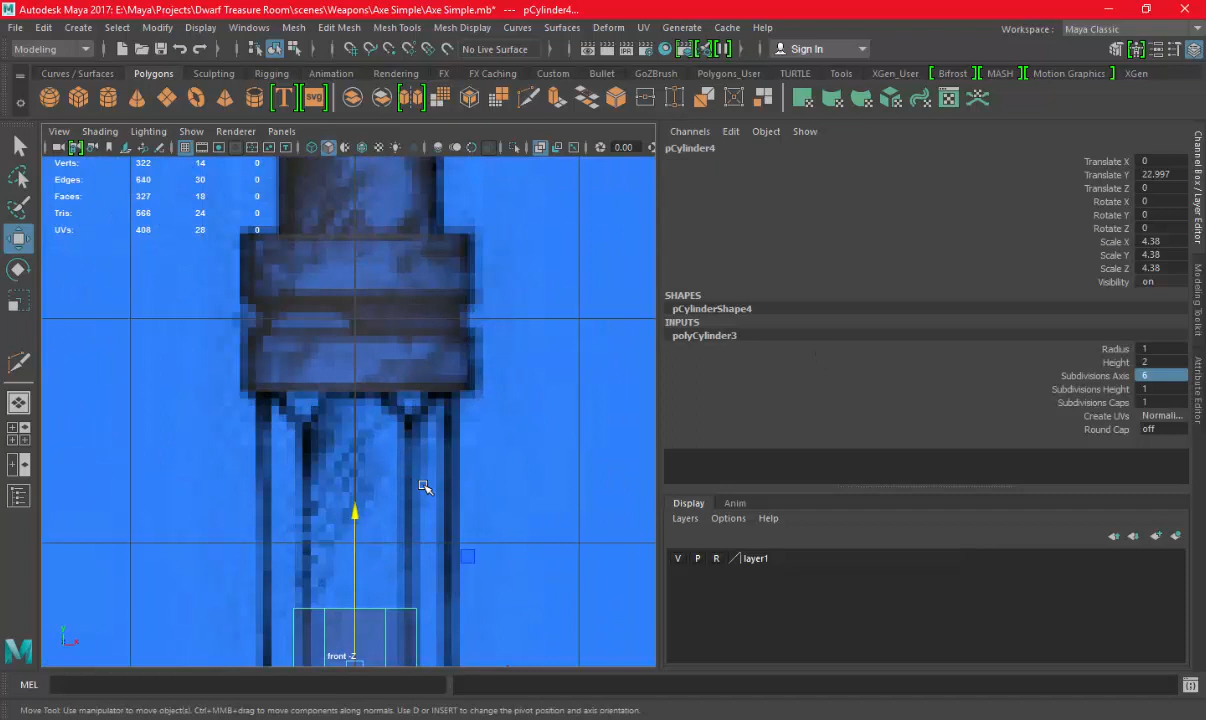 Autodesk Maya 2017: E:\Maya\Projects\Dwarf Treasure Room\scenes\Weapons\Axe Simple\Axe Simple.mb* --- pCylinder4...
File Edit Create Select Modify Display Windows Mesh Edit Mesh Mesh Tools Mesh Display Curves Surfaces Deform UV Generate Cache Help
Workspace : Maya Classic
Modeling No Live Surface Sign In
Curves / Surfaces Polygons Sculpting Rigging Animation Rendering FX FX Caching Custom Bullet GoZBrush Polygons_User TURTLE Tools XGen_User Bifrost MASH Motion Graphics XGen
View Shading Lighting Show Renderer Panels
0.00
Verts: 322 14 0
Edges: 640 30 0
Faces: 327 18 0
Tris: 566 24 0
UVs: 408 28 0
front -Z
y
x
Channels Edit Object Show
pCylinder4
Translate X 0
Translate Y 22.997
Translate Z 0
Rotate X 0
Rotate Y 0
Rotate Z 0
Scale X 4.38
Scale Y 4.38
Scale Z 4.38
Visibility on
SHAPES
pCylinderShape4
INPUTS
polyCylinder3
Radius 1
Height 2
Subdivisions Axis 6
Subdivisions Height 1
Subdivisions Caps 1
Create UVs Normali...
Round Cap off
Display Anim
Layers Options Help
V P R layer1
Channel Box / Layer Editor
Modeling Toolkit
Attribute Editor
MEL
Move Tool: Use manipulator to move object(s). Ctrl+MMB+drag to move components along normals. Use D or INSERT to change the pivot position and axis orientation.